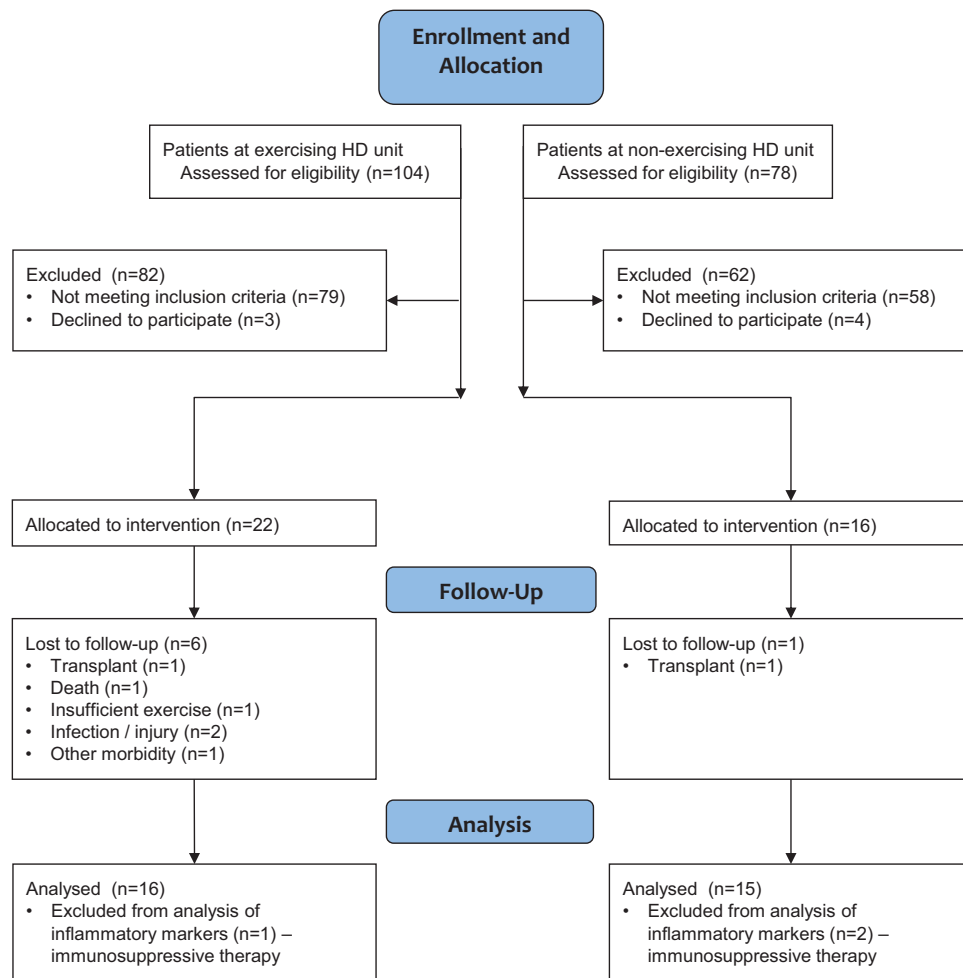 Enrollment and
Allocation
Patients at exercising HD unit
Assessed for eligibility (n=104)
Patients at non-exercising HD unit
Assessed for eligibility (n=78)
Excluded (n=82)
• Not meeting inclusion criteria (n=79)
• Declined to participate (n=3)
Excluded (n=62)
• Not meeting inclusion criteria (n=58)
• Declined to participate (n=4)
Allocated to intervention (n=22)
Allocated to intervention (n=16)
Follow-Up
Lost to follow-up (n=6)
• Transplant (n=1)
• Death (n=1)
• Insufficient exercise (n=1)
• Infection / injury (n=2)
• Other morbidity (n=1)
Lost to follow-up (n=1)
• Transplant (n=1)
Analysis
Analysed (n=16)
• Excluded from analysis of
inflammatory markers (n=1) –
immunosuppressive therapy
Analysed (n=15)
• Excluded from analysis of
inflammatory markers (n=2) –
immunosuppressive therapy